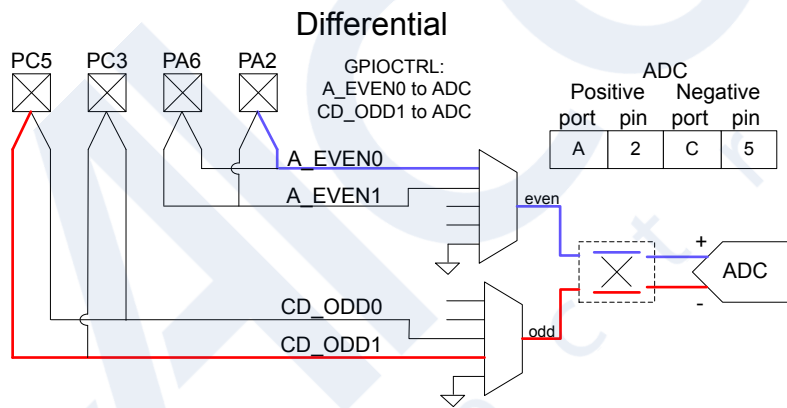 Differential
PC5 PC3 PA6 PA2
GPIOCTRL:
A_EVEN0 to ADC
CD_ODD1 to ADC
ADC
Positive Negative
port pin port pin
A 2 C 5
A_EVEN0
A_EVEN1
even
+
ADC
-
CD_ODD0
CD_ODD1
odd